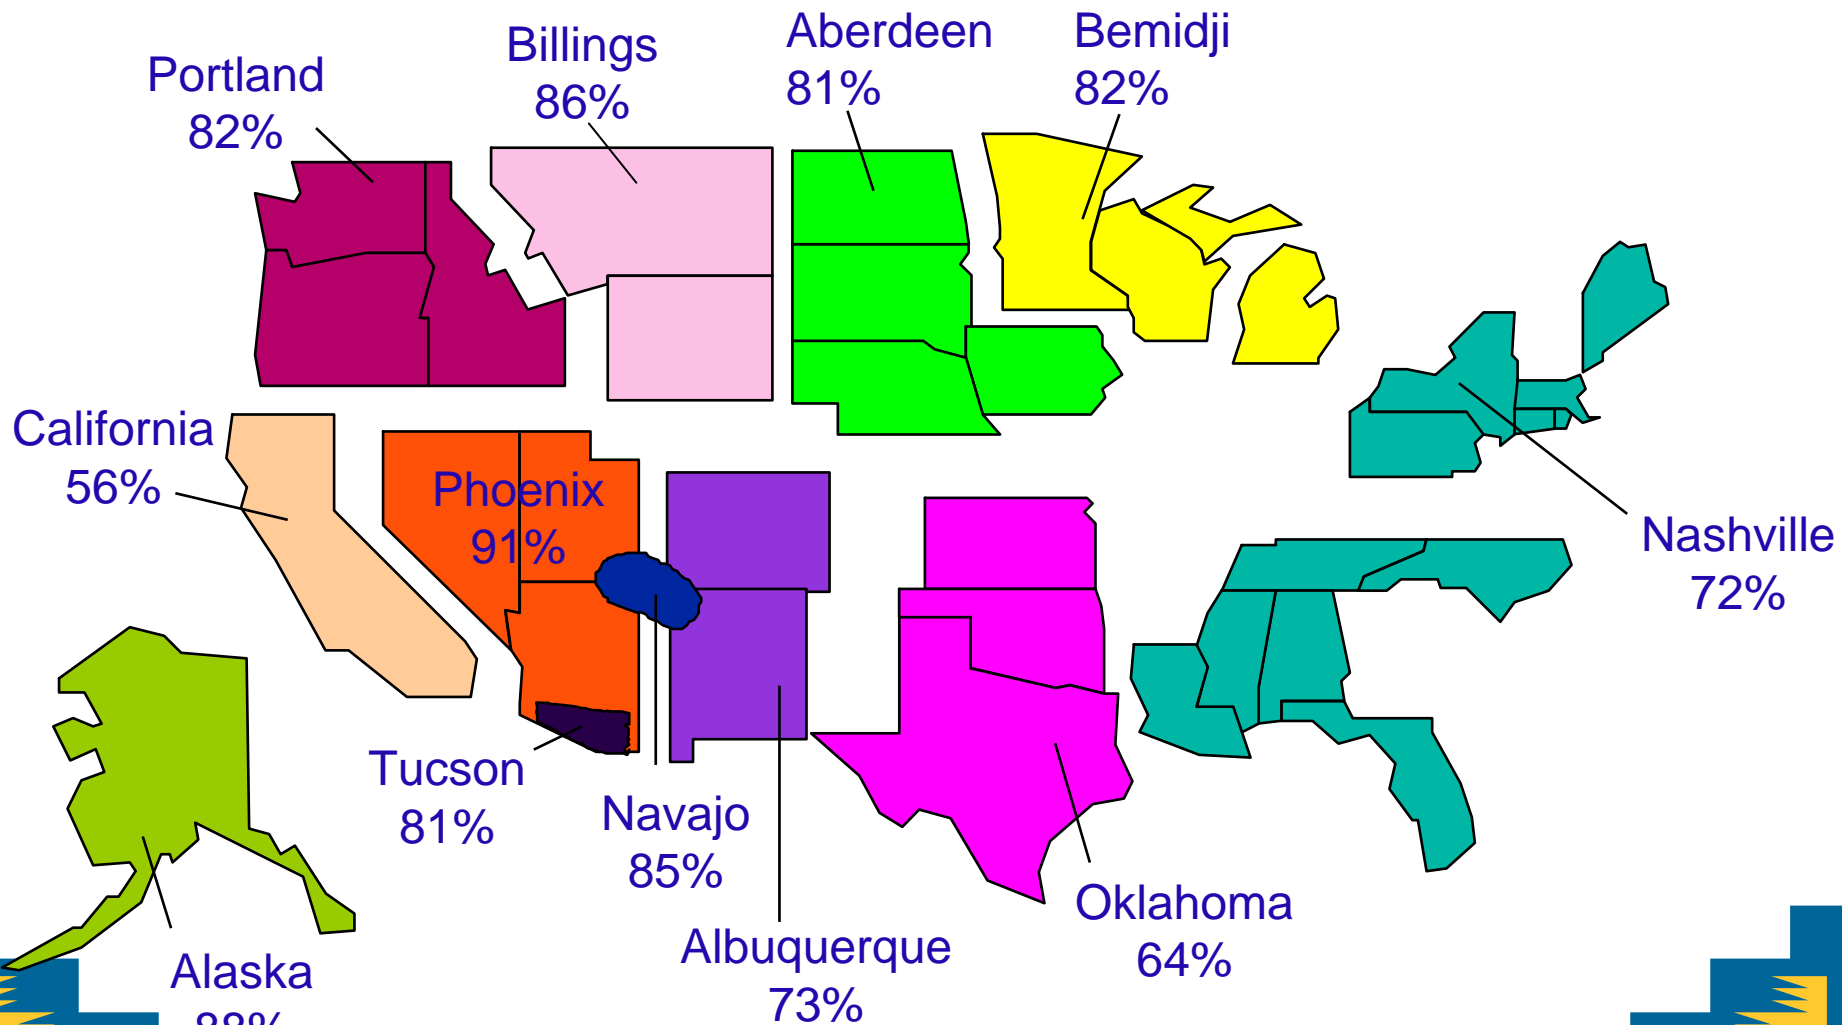 Portland
82%
Billings
86%
Aberdeen
81%
Bemidji
82%
California
56%
Phoenix
91%
Nashville
72%
Tucson
81%
Navajo
85%
Albuquerque
73%
Oklahoma
64%
Alaska
88%